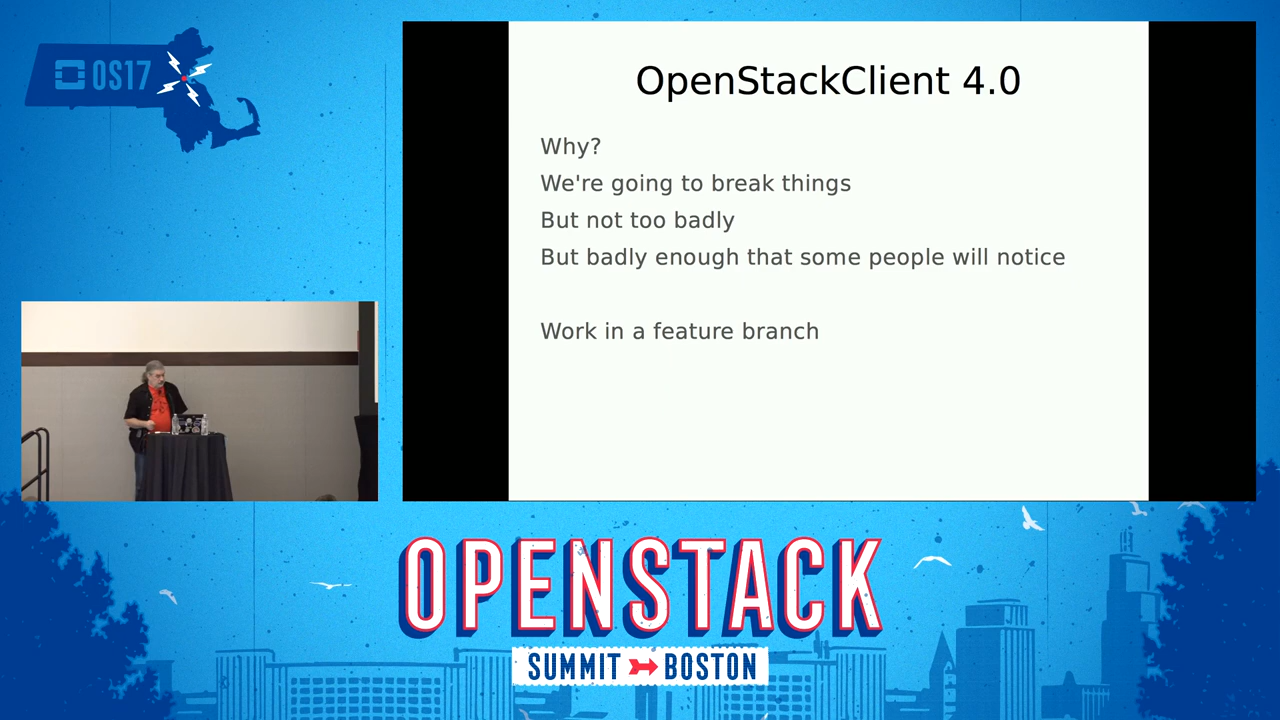 OS17
OpenStackClient 4.0
Why?
We're going to break things
But not too badly
But badly enough that some people will notice
Work in a feature branch
OPENSTACK
SUMMIT BOSTON